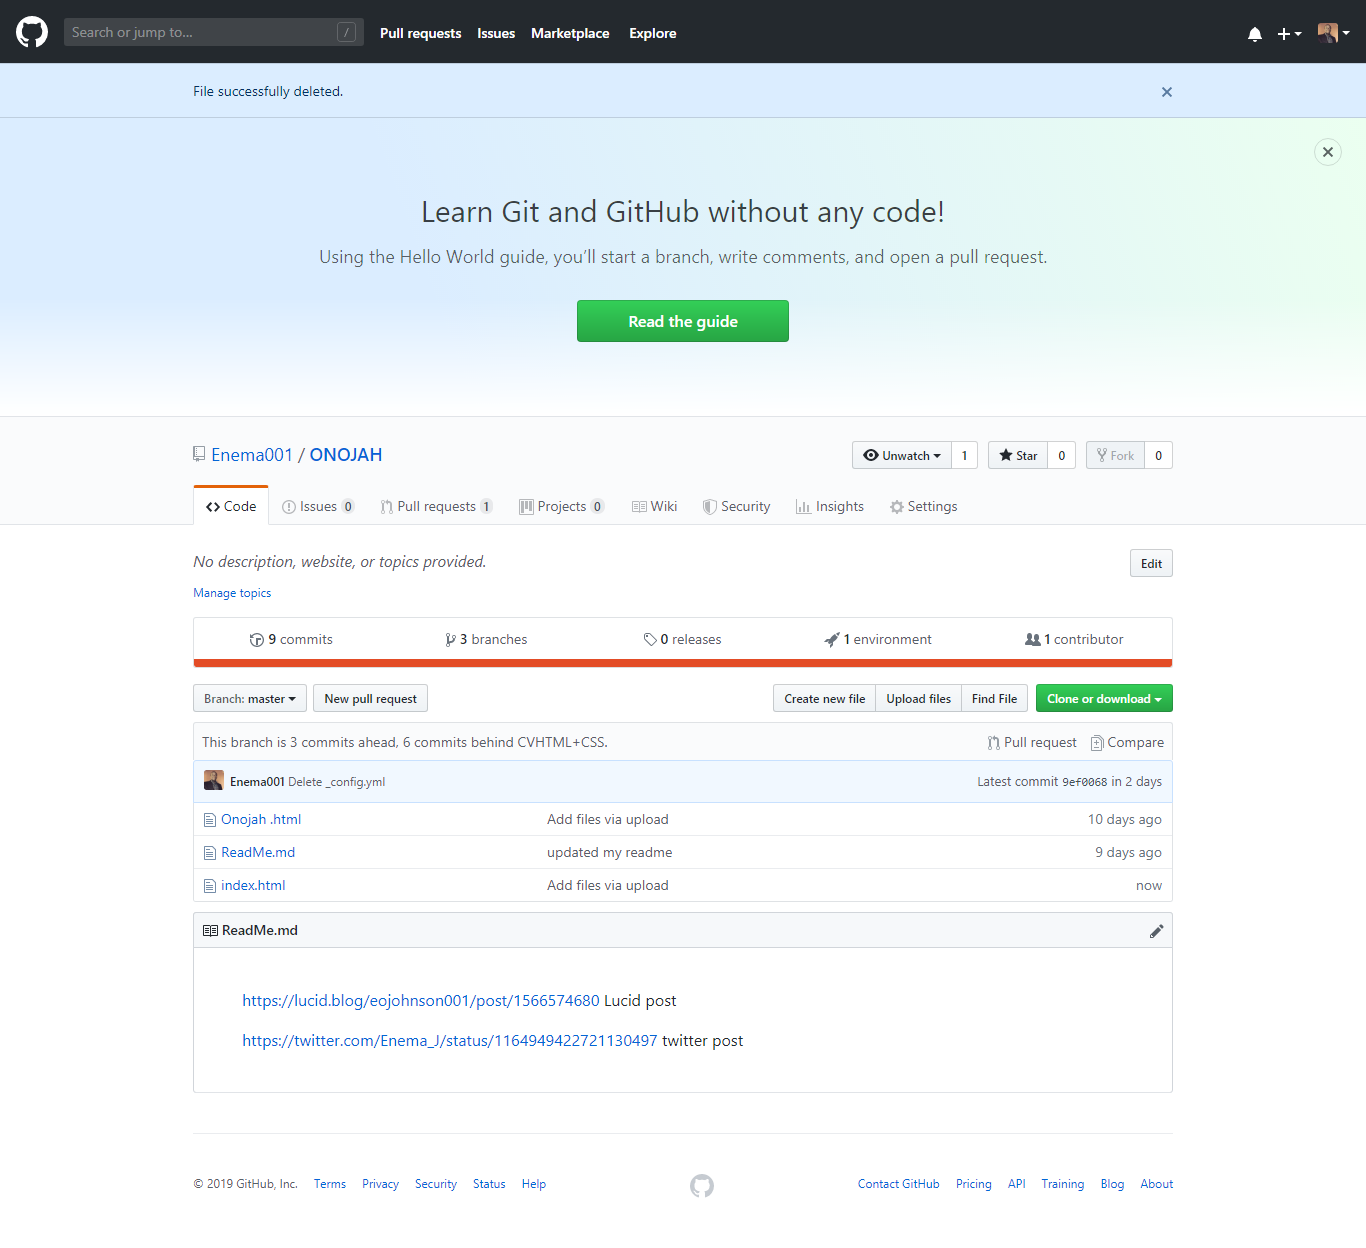 Search or jump to... /
Pull requests Issues Marketplace Explore
File successfully deleted.
Learn Git and GitHub without any code!
Using the Hello World guide, you’ll start a branch, write comments, and open a pull request.
Read the guide
Enema001 / ONOJAH
Unwatch 1 Star 0 Fork 0
Code Issues 0 Pull requests 1 Projects 0 Wiki Security Insights Settings
No description, website, or topics provided.
Edit
Manage topics
9 commits 3 branches 0 releases 1 environment 1 contributor
Branch: master New pull request Create new file Upload files Find File Clone or download
This branch is 3 commits ahead, 6 commits behind CVHTML+CSS. Pull request Compare
Enema001 Delete _config.yml Latest commit 9ef0068 in 2 days
Onojah .html Add files via upload 10 days ago
ReadMe.md updated my readme 9 days ago
index.html Add files via upload now
ReadMe.md
https://lucid.blog/eojohnson001/post/1566574680 Lucid post
https://twitter.com/Enema_J/status/1164949422721130497 twitter post
© 2019 GitHub, Inc. Terms Privacy Security Status Help Contact GitHub Pricing API Training Blog About